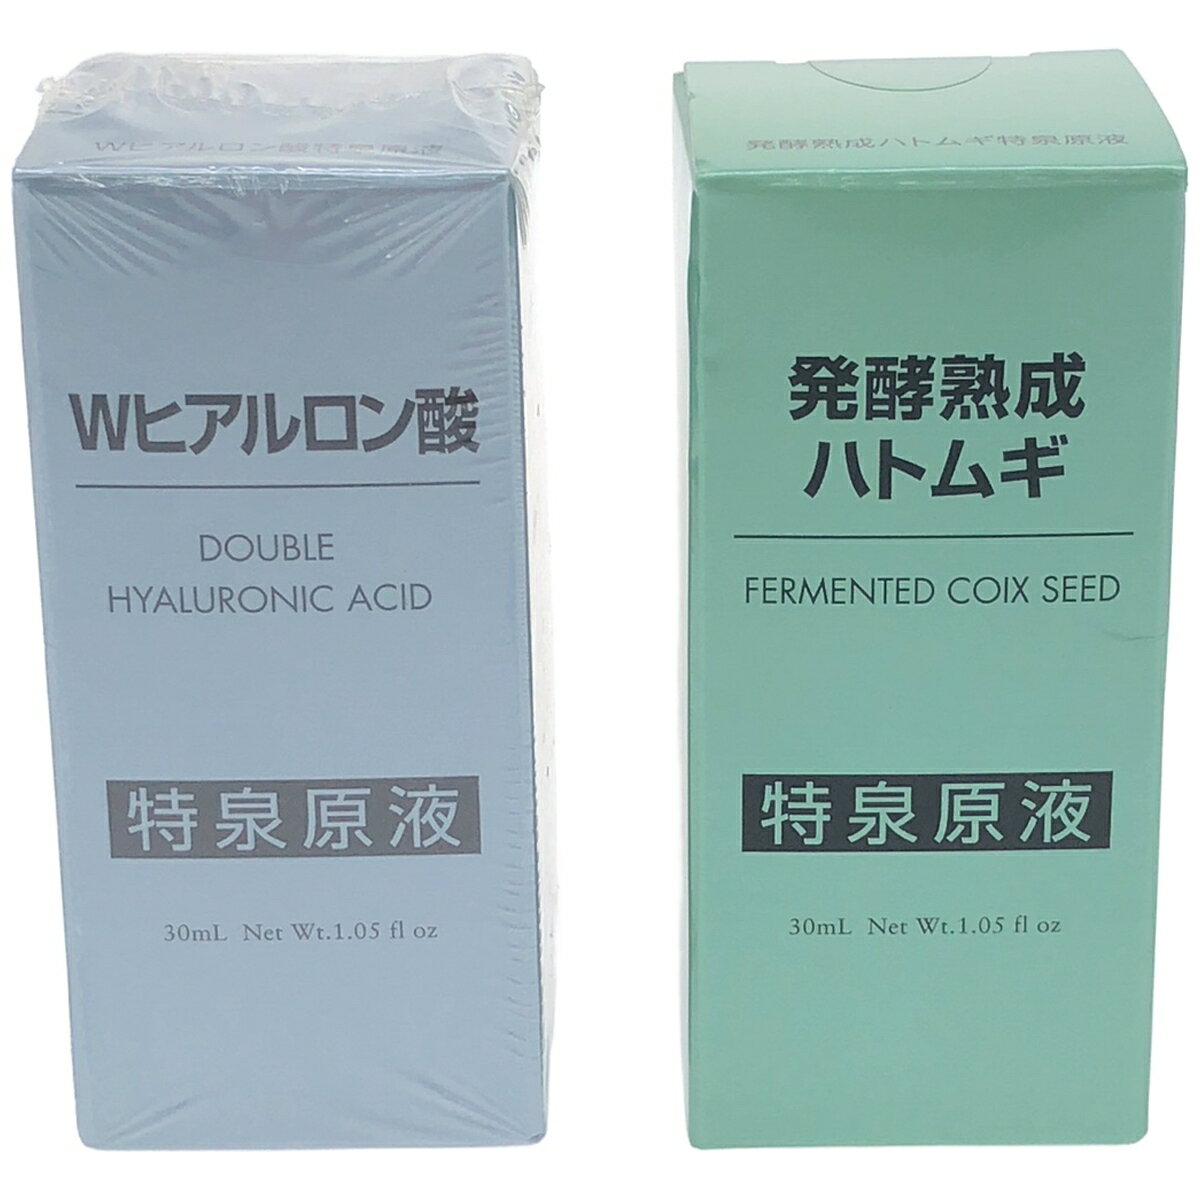 Wヒアルロン酸特泉原液
Wヒアルロン酸
DOUBLE
HYALURONIC ACID
特泉原液
30mL Net Wt.1.05 fl oz
発酵熟成ハトムギ特泉原液
発酵熟成
ハトムギ
FERMENTED COIX SEED
特泉原液
30mL Net Wt.1.05 fl oz